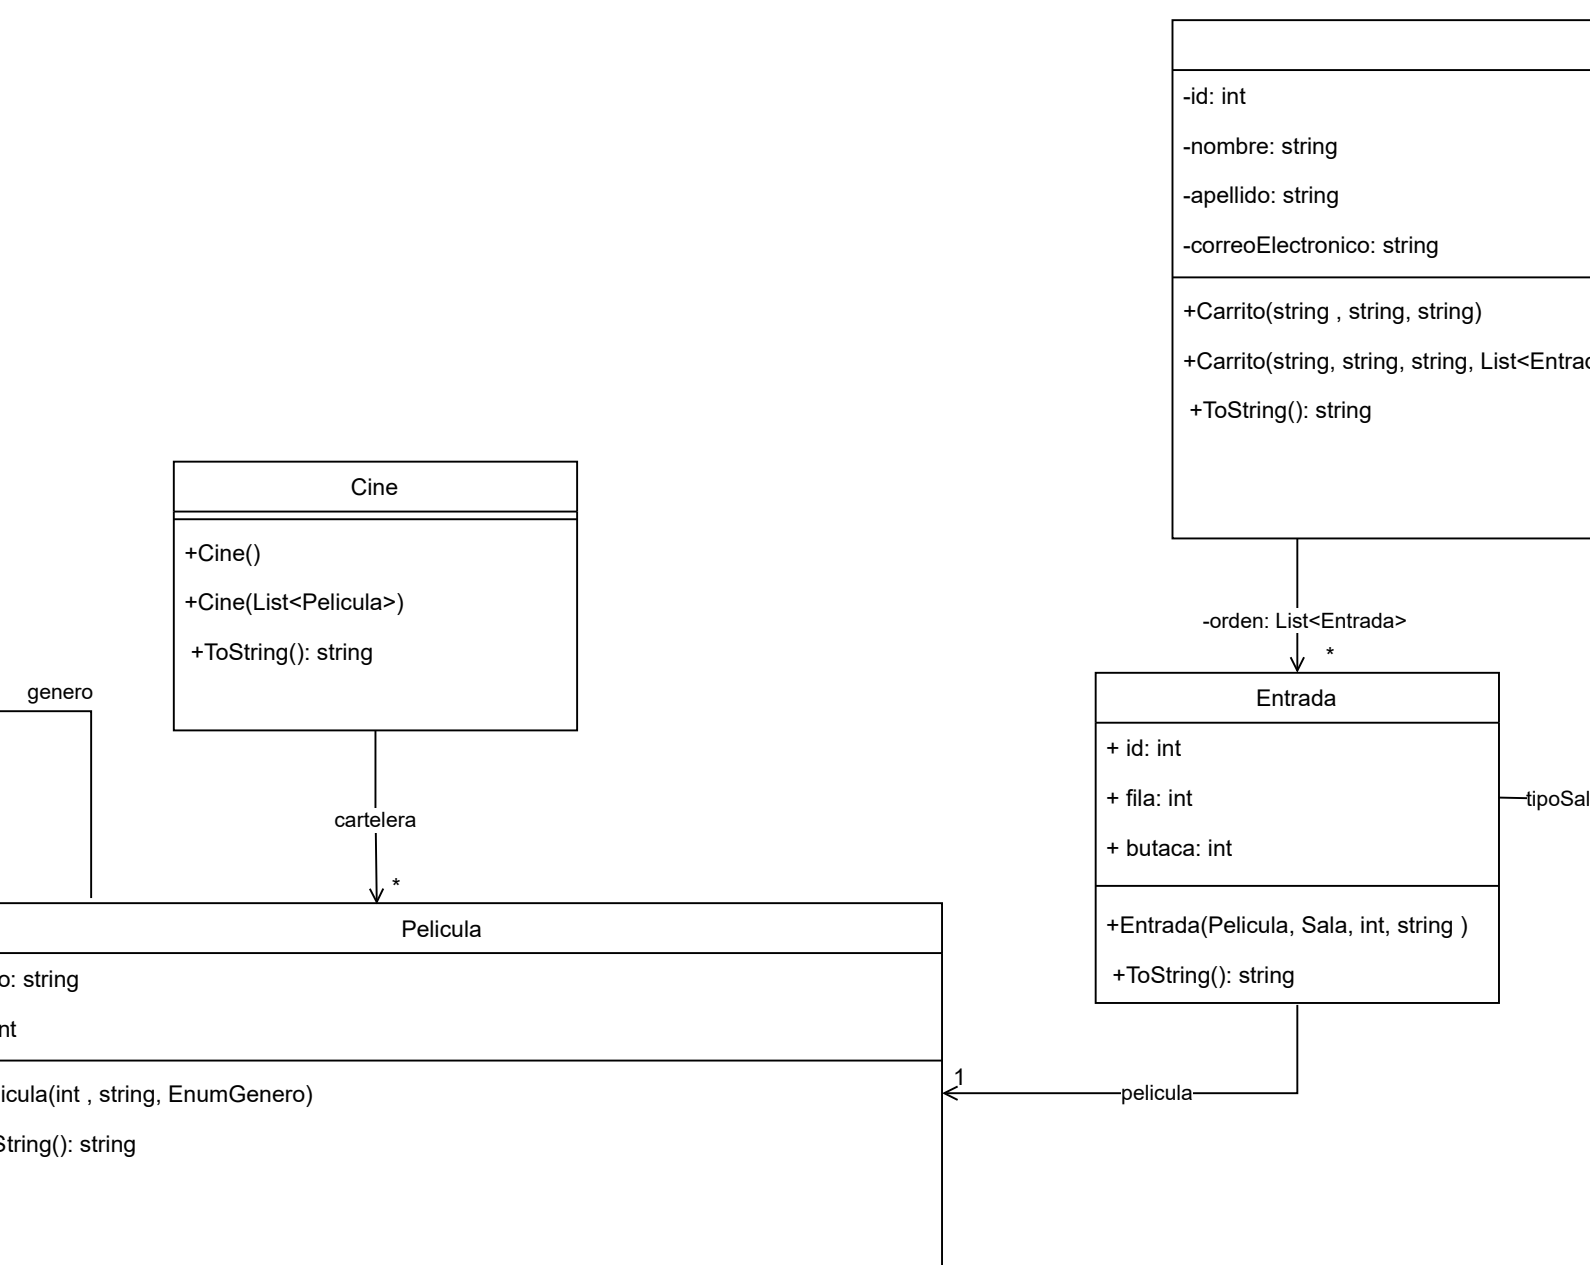 -id: int
-nombre: string
-apellido: string
-correoElectronico: string
+Carrito(string , string, string)
+Carrito(string, string, string, List<Entrad
+ToString(): string
Cine
+Cine()
+Cine(List<Pelicula>)
+ToString(): string
-orden: List<Entrada>
*
genero
cartelera
*
Entrada
+ id: int
+ fila: int
+ butaca: int
tipoSal
+Entrada(Pelicula, Sala, int, string )
+ToString(): string
Pelicula
o: string
nt
icula(int , string, EnumGenero)
String(): string
1
pelicula